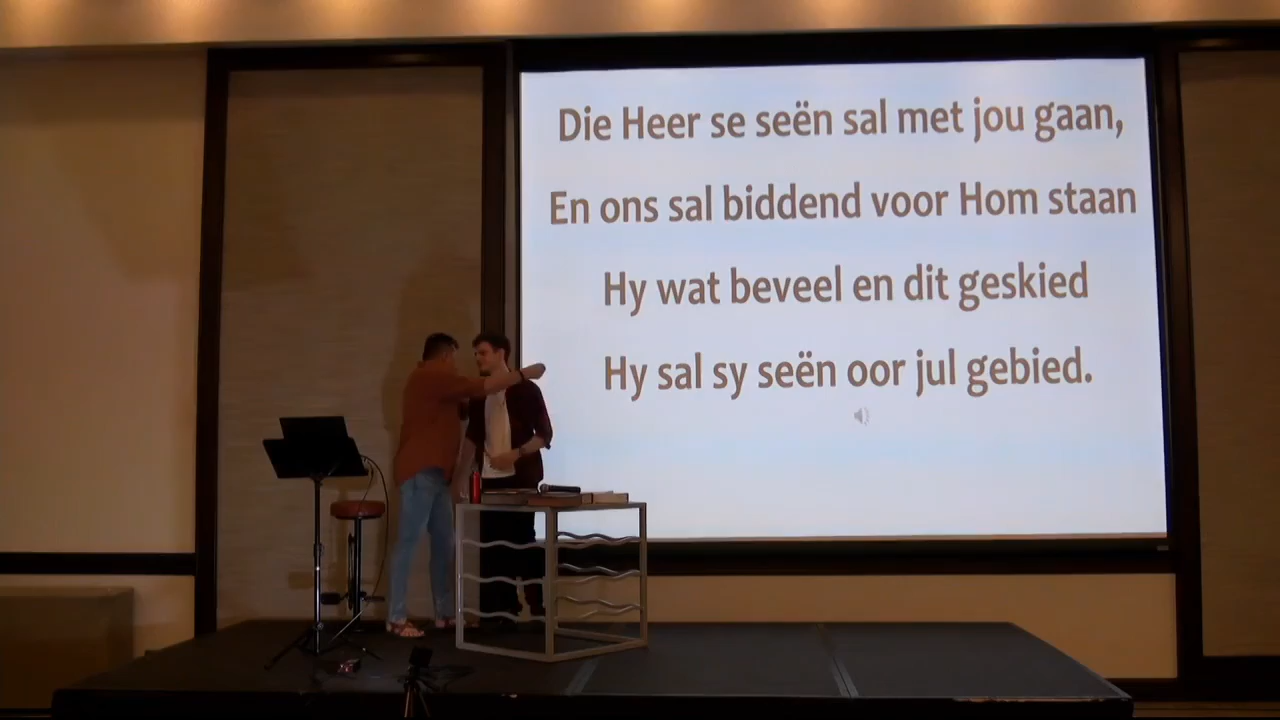 Die Heer se seën sal met jou gaan,
En ons sal biddend voor Hom staan
Hy wat beveel en dit geskied
Hy sal sy seën oor jul gebied.